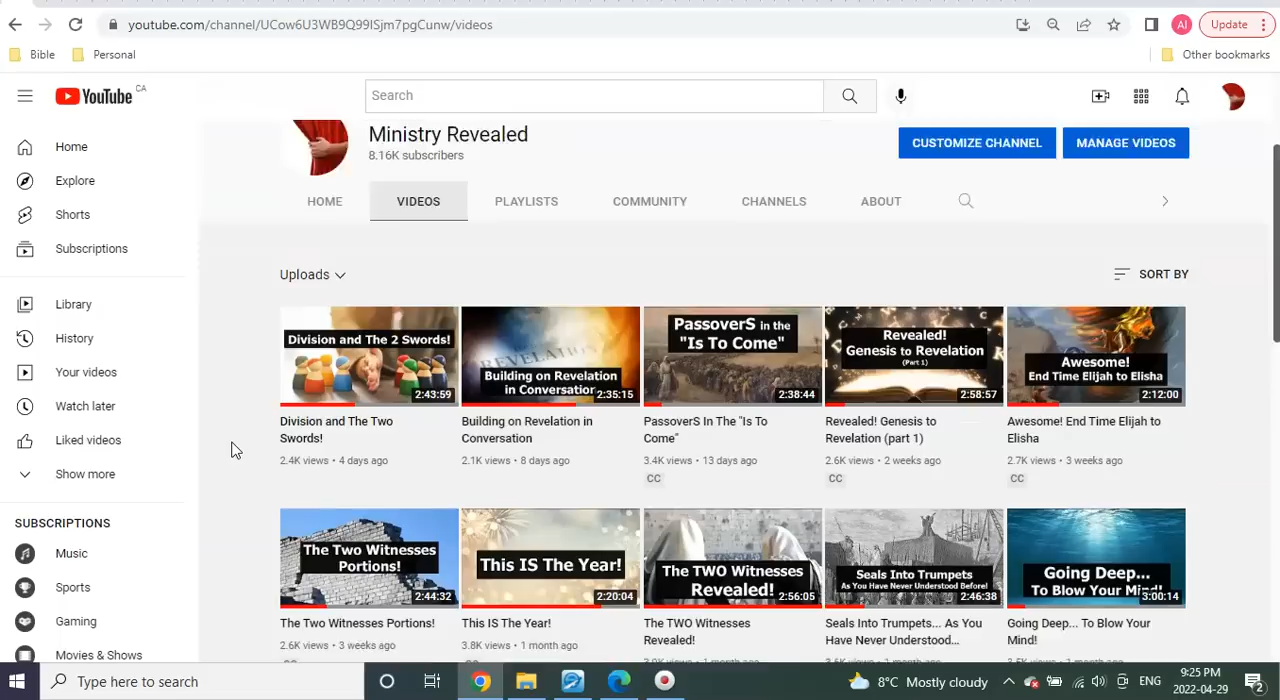 youtube.com/channel/UCow6U3WB9Q99ISjm7pgCunw/videos
AI
Update
Bible
Personal
Other bookmarks
YouTube CA
Search
Home
Explore
Shorts
Subscriptions
Library
History
Your videos
Watch later
Liked videos
Show more
SUBSCRIPTIONS
Music
Sports
Gaming
Movies & Shows
Ministry Revealed
8.16K subscribers
CUSTOMIZE CHANNEL
MANAGE VIDEOS
HOME
VIDEOS
PLAYLISTS
COMMUNITY
CHANNELS
ABOUT
Uploads
SORT BY
Division and The 2 Swords!
2:43:59
Division and The Two
Swords!
2.4K views • 4 days ago
REVELATION
Building on Revelation
in Conversation
2:35:15
Building on Revelation in
Conversation
2.1K views • 8 days ago
PassoverS in the
"Is To Come"
2:38:44
PassoverS In The "Is To
Come"
3.4K views • 13 days ago
CC
Revealed!
Genesis to Revelation
(Part 1)
2:58:57
Revealed! Genesis to
Revelation (part 1)
2.6K views • 2 weeks ago
CC
Awesome!
End Time Elijah to Elisha
2:12:00
Awesome! End Time Elijah to
Elisha
2.7K views • 3 weeks ago
CC
The Two Witnesses
Portions!
2:44:32
The Two Witnesses Portions!
2.6K views • 3 weeks ago
This IS The Year!
2:20:04
This IS The Year!
3.8K views • 1 month ago
The TWO Witnesses
Revealed!
2:56:05
The TWO Witnesses
Revealed!
Seals Into Trumpets
As You Have Never Understood Before!
2:46:38
Seals Into Trumpets... As You
Have Never Understood...
Going Deep...
To Blow Your Mind!
3:00:14
Going Deep... To Blow Your
Mind!
Type here to search
8°C Mostly cloudy
ENG
9:25 PM
2022-04-29
2